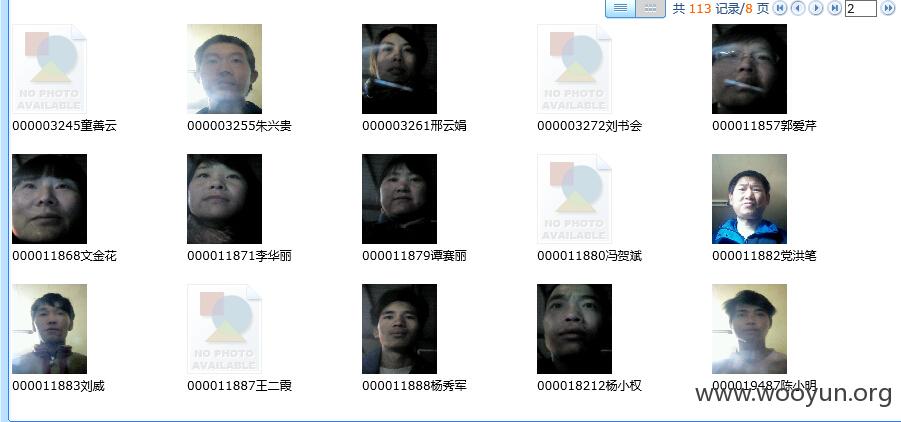 共 113 记录/8 页 2
NO PHOTO
AVAILABLE
NO PHOTO
AVAILABLE
000003245童善云 000003255朱兴贵 000003261邢云娟 000003272刘书会 000011857郭爱芹
NO PHOTO
AVAILABLE
000011868文金花 000011871李华丽 000011879谭赛丽 000011880冯贺斌 000011882党洪笔
NO PHOTO
AVAILABLE
000011883刘威 000011887王二霞 000011888杨秀军 000018212杨小权 000019487陈小明
www.wooyun.org